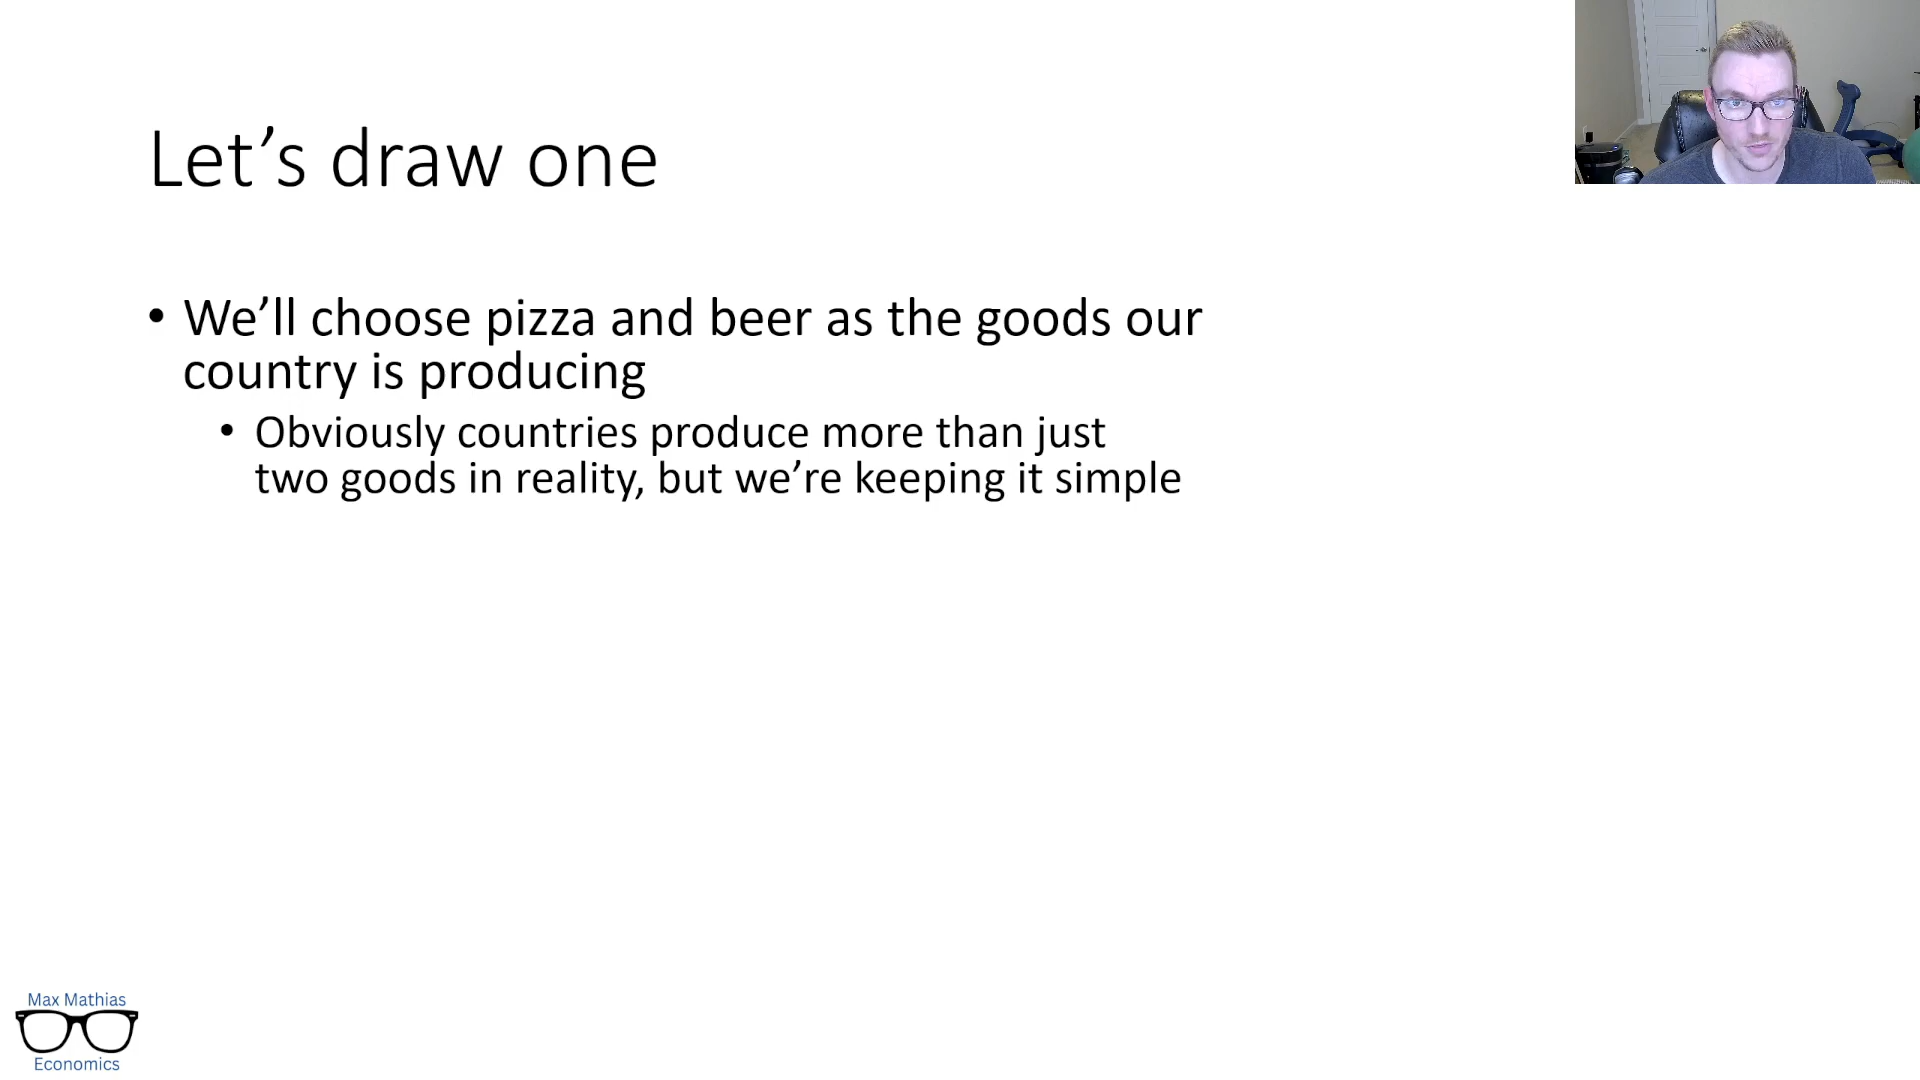 Let’s draw one
• We’ll choose pizza and beer as the goods our
country is producing
• Obviously countries produce more than just
two goods in reality, but we’re keeping it simple
Max Mathias
Economics